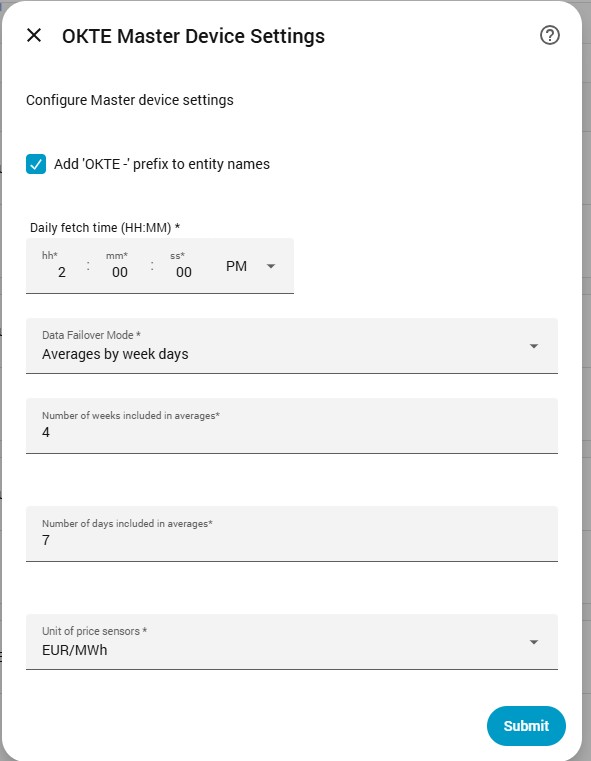 OKTE Master Device Settings
Configure Master device settings
Add 'OKTE -' prefix to entity names
Daily fetch time (HH:MM) *
hh* mm* ss*
2 : 00 : 00 PM
Data Failover Mode *
Averages by week days
Number of weeks included in averages*
4
Number of days included in averages*
7
Unit of price sensors *
EUR/MWh
Submit